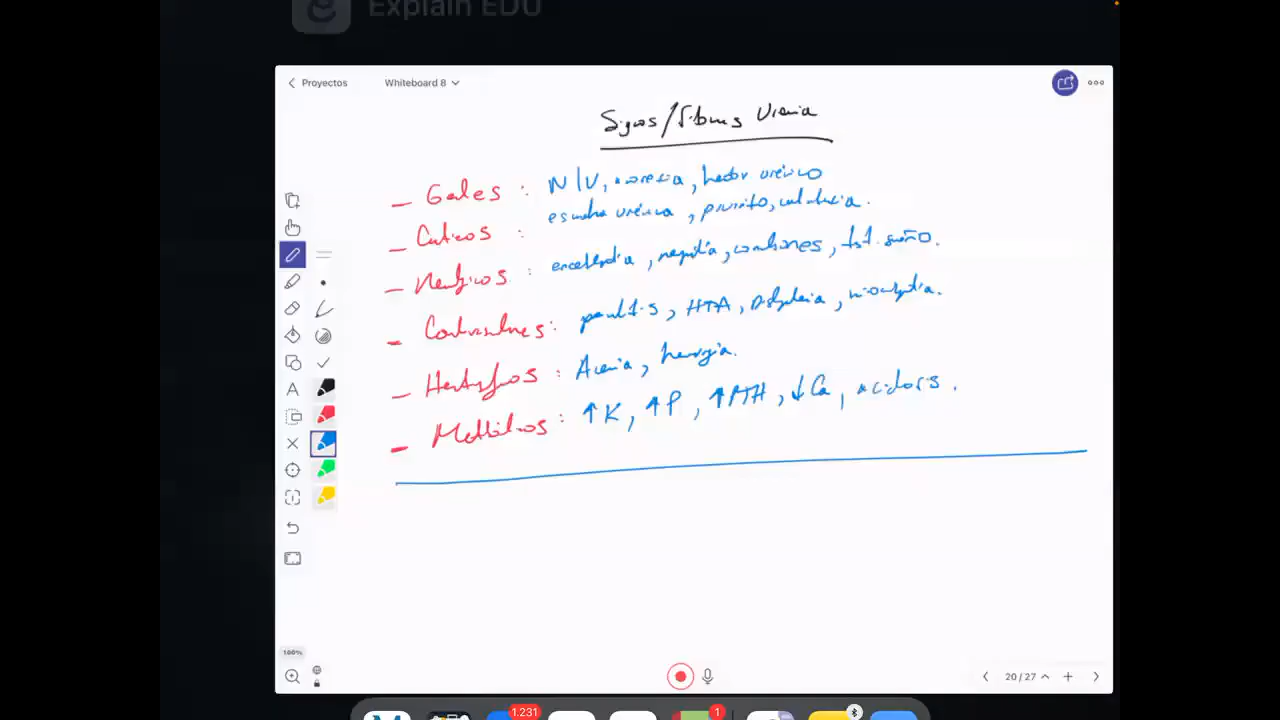 Explain EDU
Proyectos
Whiteboard 8
Signos/Síntomas Uremia
- Gales : N/V, anorexia, hedor urémico
- Cutáneos : escarcha urémica, prurito, calcifilaxia.
- Neurológicos : encefalopatía, neuropatía, convulsiones, tst. sueño.
- Cardiovasculares : pericarditis, HTA, Dislipidemia, miocardiopatía.
- Hematológicos : Anemia, hemorragia.
- Metabólicos : ↑K, ↑P, ↑PTH, ↓Ca, acidosis.
A
100%
20 / 27
1.231
1